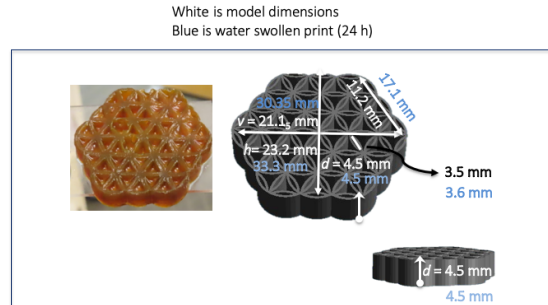 White is model dimensions
Blue is water swollen print (24 h)
17.1 mm
11.2 mm
30.35 mm
v = 21.1₅ mm
h= 23.2 mm
33.3 mm
d = 4.5 mm
4.5 mm
3.5 mm
3.6 mm
d = 4.5 mm
4.5 mm